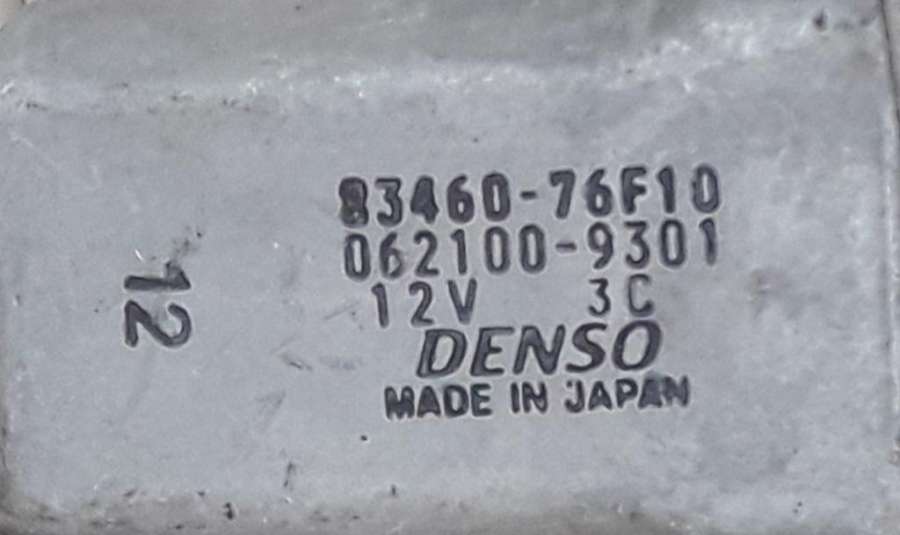 83460-76F10
062100-9301
12V 3C
DENSO
MADE IN JAPAN
12